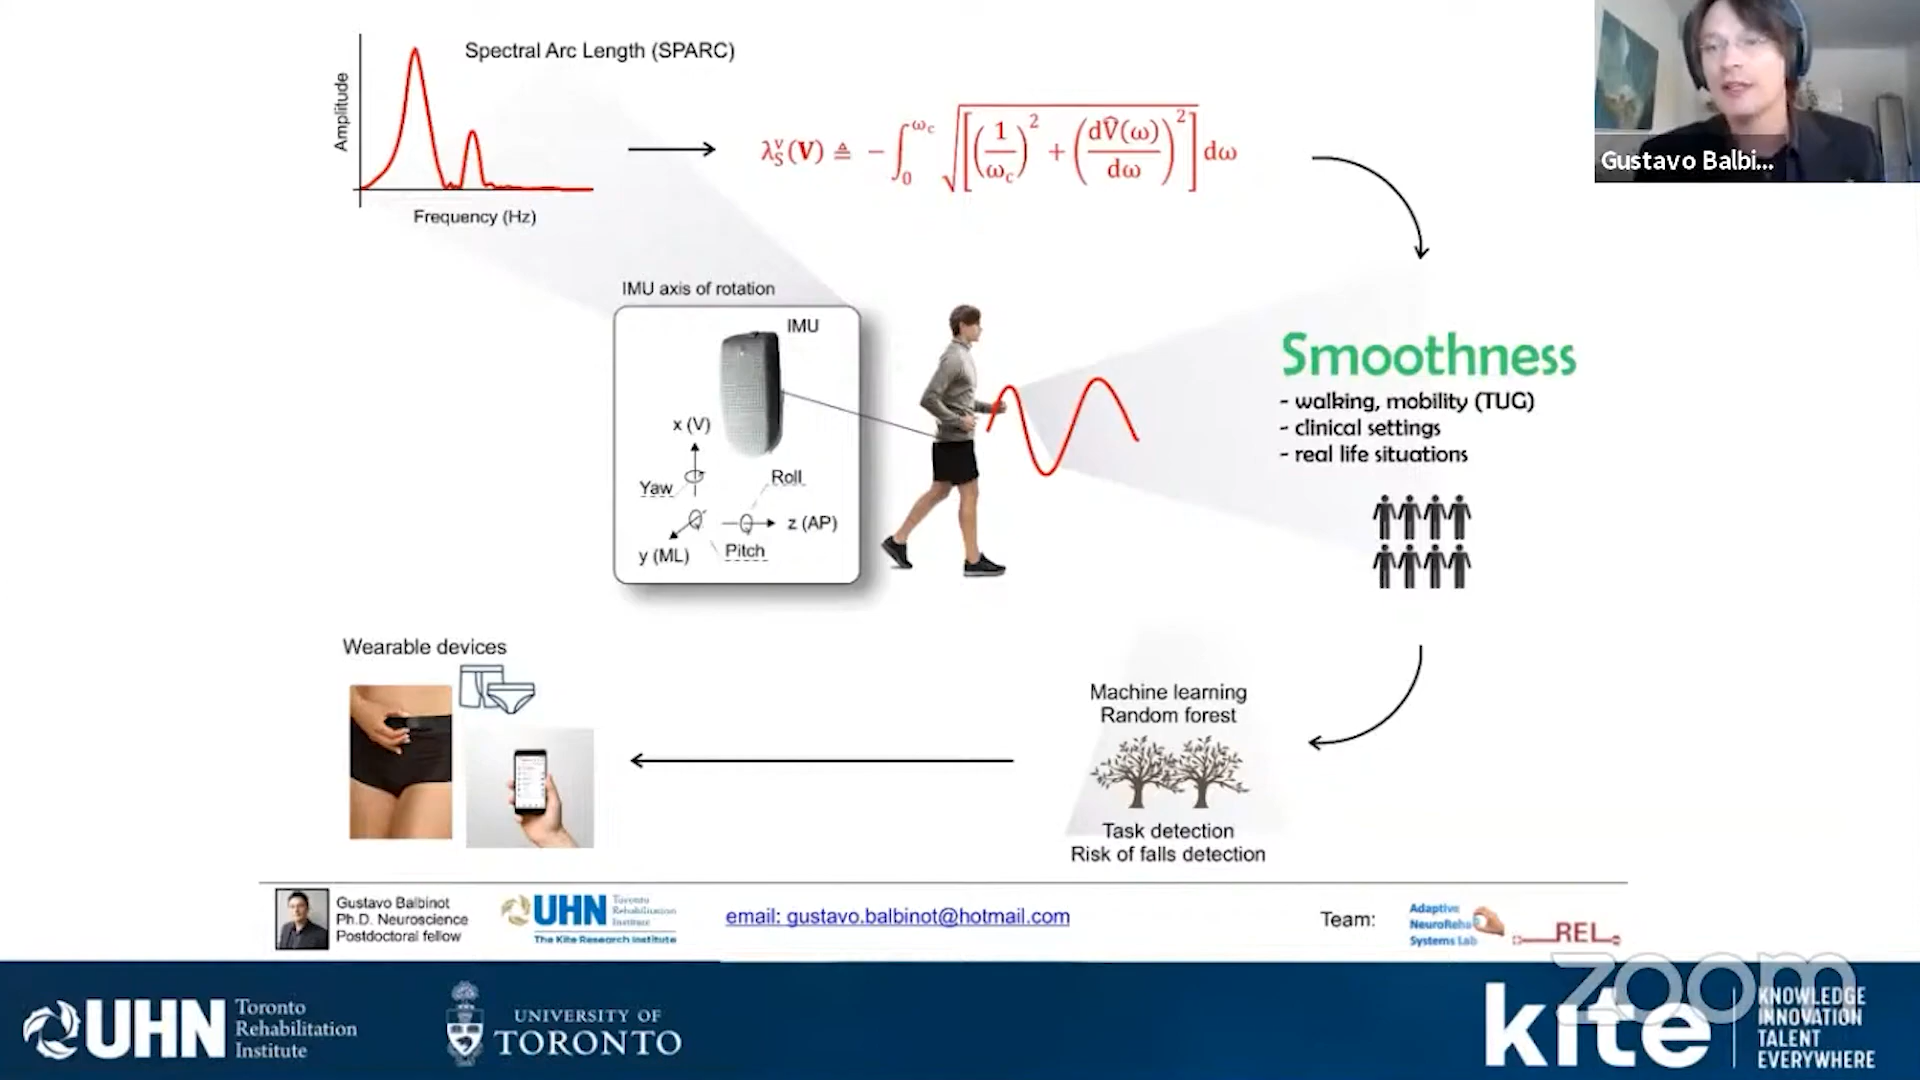 Spectral Arc Length (SPARC)
Amplitude
Frequency (Hz)
λ_S^v(V) ≜ − ∫_0^{ω_c} √[(1/ω_c)^2 + (dV̂(ω)/dω)^2] dω
Gustavo Balbi...
IMU axis of rotation
IMU
x (V)
Yaw
Roll
z (AP)
y (ML)
Pitch
Smoothness
- walking, mobility (TUG)
- clinical settings
- real life situations
Wearable devices
Machine learning
Random forest
Task detection
Risk of falls detection
Gustavo Balbinot
Ph.D. Neuroscience
Postdoctoral fellow
UHN
Toronto
Rehabilitation
Institute
The Kite Research Institute
email: gustavo.balbinot@hotmail.com
Team:
Adaptive
NeuroRehab
Systems Lab
REL
zoom
UHN
Toronto
Rehabilitation
Institute
UNIVERSITY OF
TORONTO
kite
KNOWLEDGE
INNOVATION
TALENT
EVERYWHERE